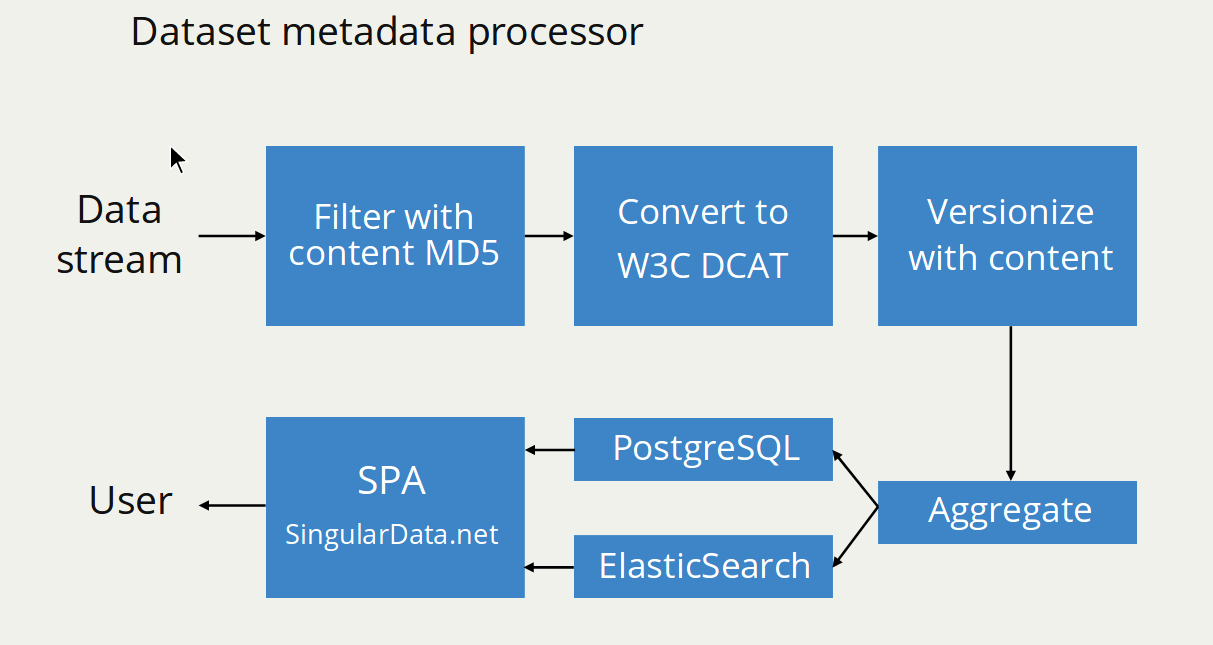 Dataset metadata processor
Data
stream
Filter with
content MD5
Convert to
W3C DCAT
Versionize
with content
User
SPA
SingularData.net
PostgreSQL
ElasticSearch
Aggregate